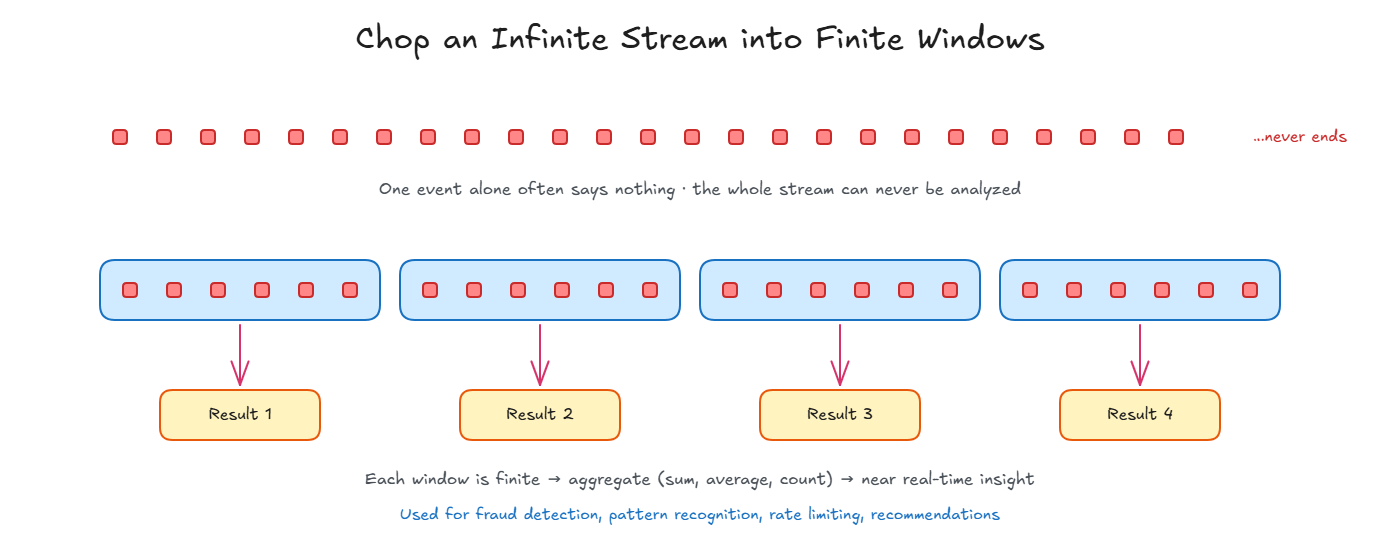 Chop an Infinite Stream into Finite Windows
...never ends
One event alone often says nothing · the whole stream can never be analyzed
Result 1
Result 2
Result 3
Result 4
Each window is finite → aggregate (sum, average, count) → near real-time insight
Used for fraud detection, pattern recognition, rate limiting, recommendations